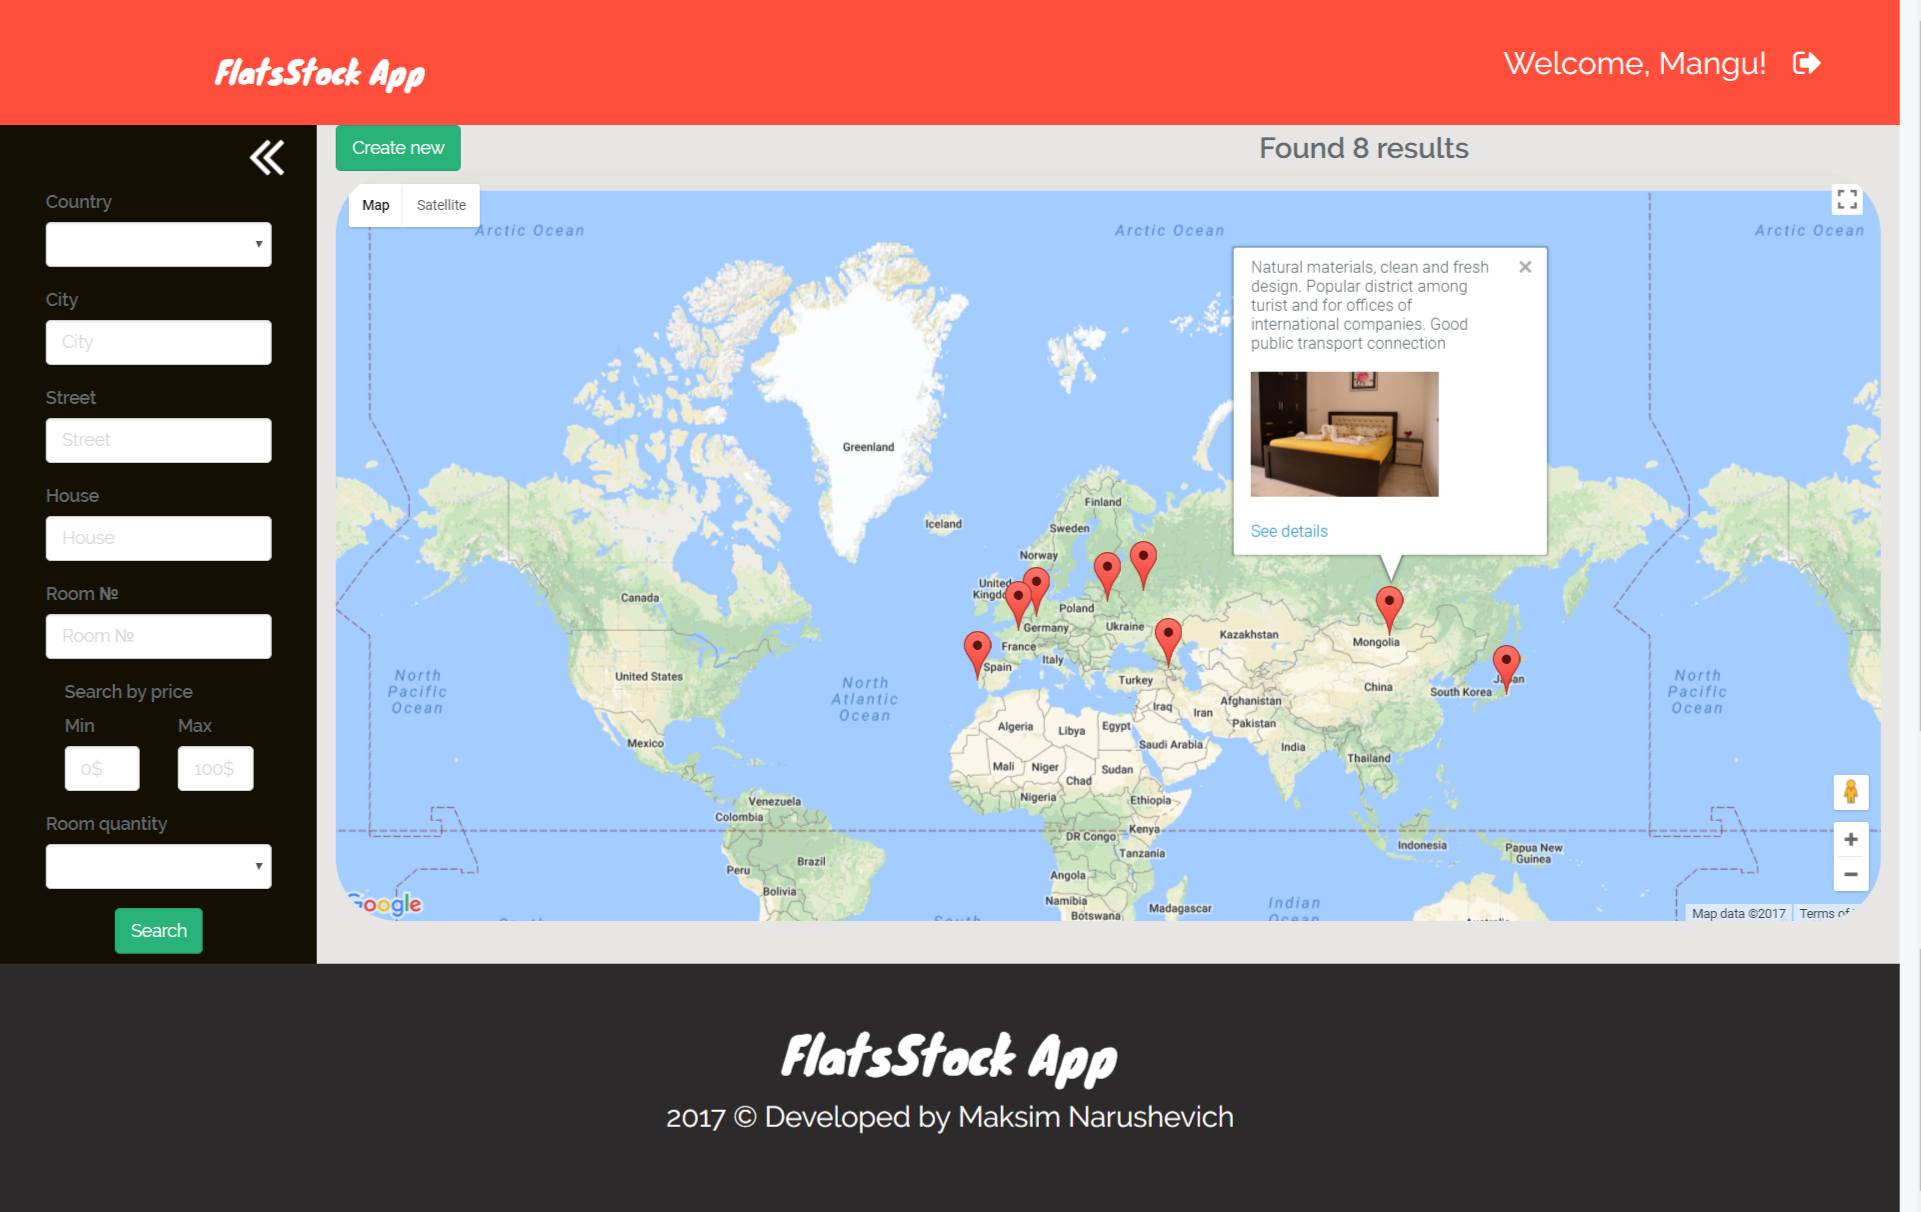 FlatsStock App
Welcome, Mangu!
Create new
Found 8 results
Country
City
City
Street
Street
House
House
Room №
Room №
Search by price
Min
Max
0$
100$
Room quantity
Search
Map
Satellite
Arctic Ocean
Arctic Ocean
Arctic Ocean
Natural materials, clean and fresh
design. Popular district among
turist and for offices of
international companies. Good
public transport connection
See details
Greenland
Iceland
Finland
Sweden
Norway
United
Canada
Poland
Germany
Ukraine
Kazakhstan
Mongolia
France
Italy
Spain
United States
Turkey
China
South Korea
North
Pacific
Ocean
North
Atlantic
Ocean
North
Pacific
Ocean
Iraq
Iran
Afghanistan
Pakistan
Algeria
Libya
Egypt
Saudi Arabia
India
Mexico
Thailand
Mali
Niger
Chad
Sudan
Nigeria
Ethiopia
Venezuela
Colombia
DR Congo
Kenya
Tanzania
Indonesia
Papua New
Guinea
Brazil
Peru
Bolivia
Angola
Namibia
Botswana
Madagascar
Indian
Ocean
Google
Map data ©2017
Terms of
FlatsStock App
2017 © Developed by Maksim Narushevich